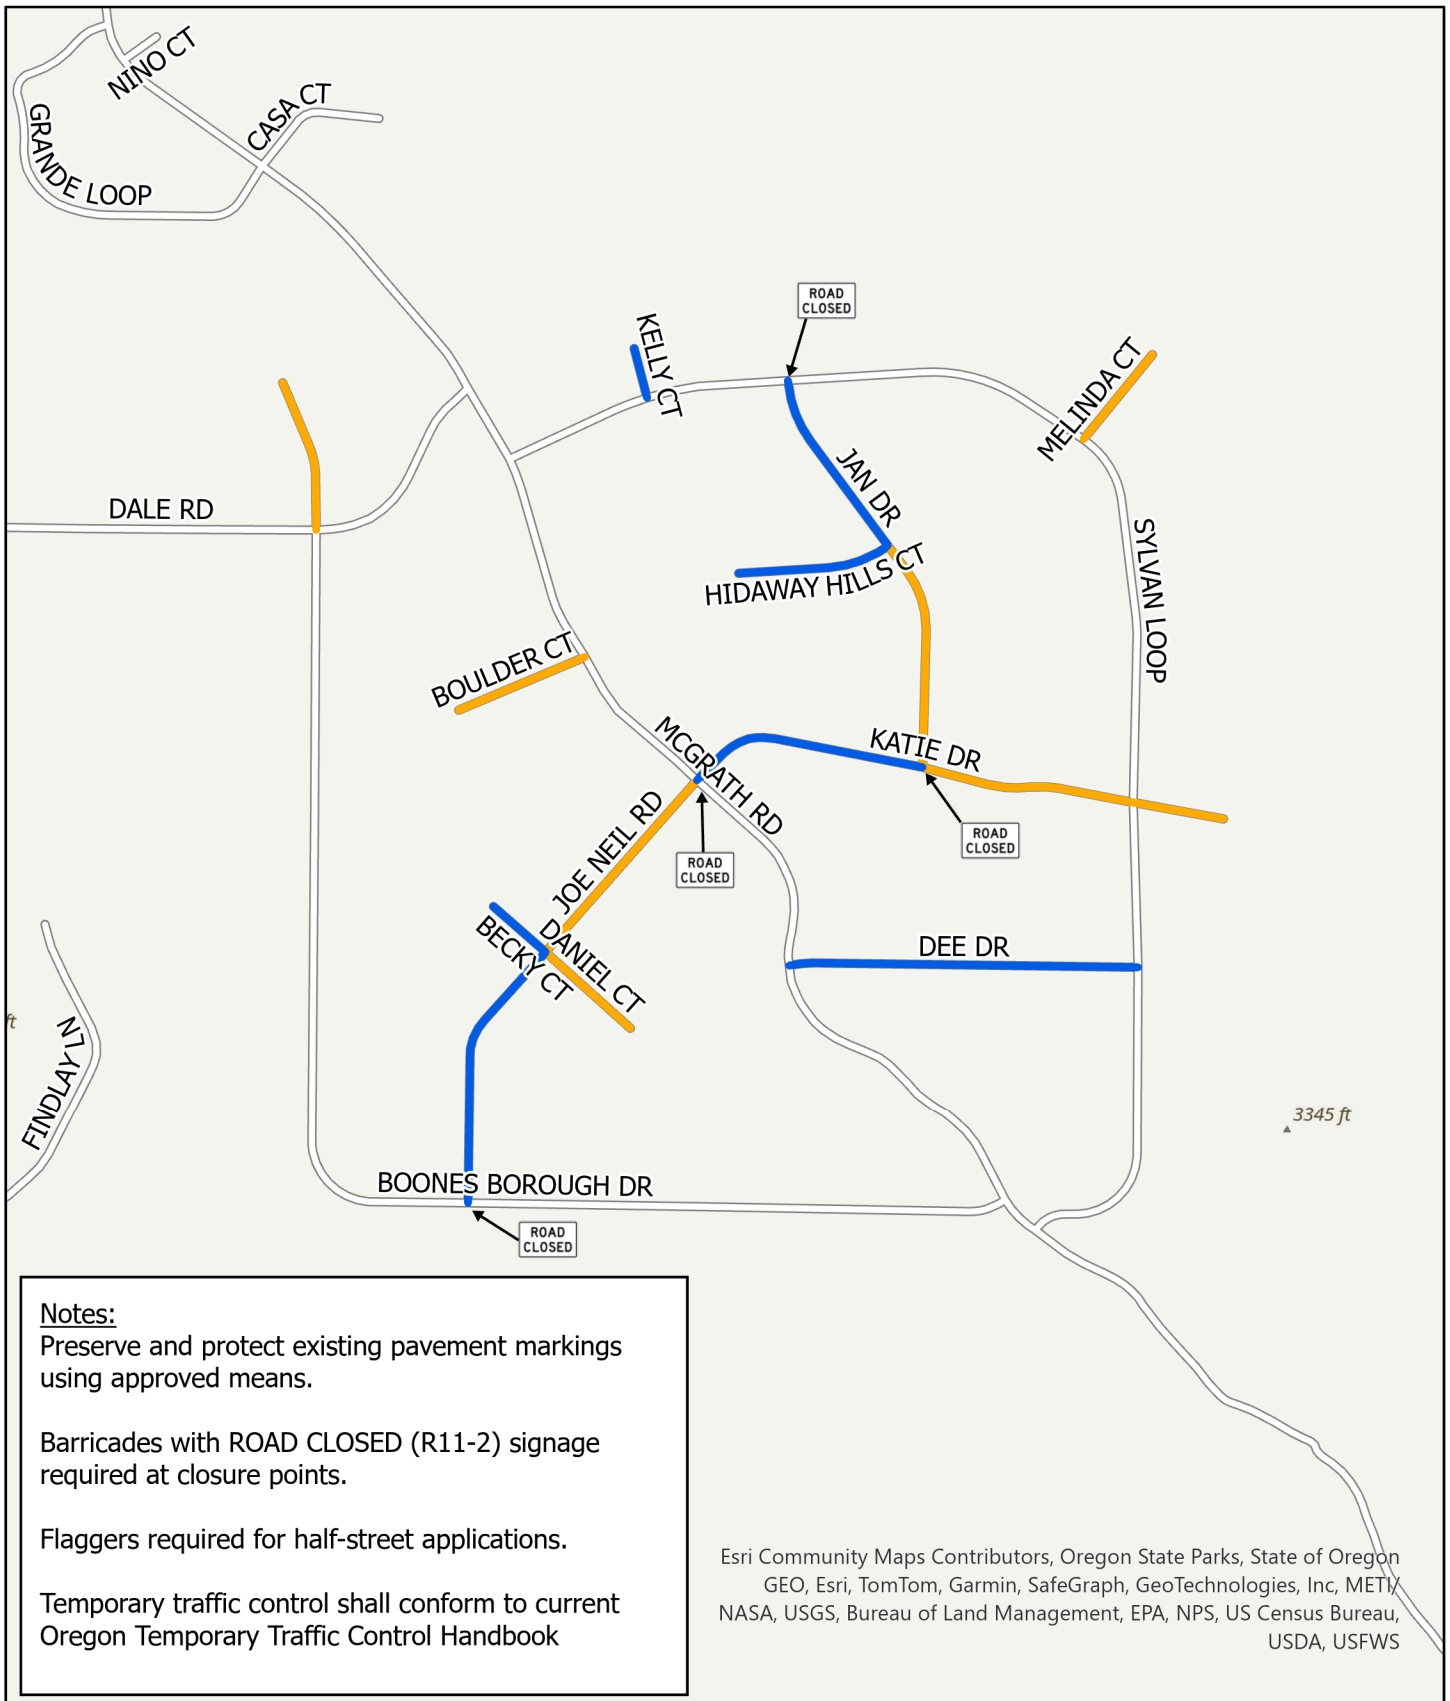 NINO CT
CASA CT
GRANDE LOOP
ROAD
CLOSED
KELLY CT
MELINDA CT
JAN DR
DALE RD
HIDAWAY HILLS CT
SYLVAN LOOP
BOULDER CT
MCGRATH RD
KATIE DR
JOE NEIL RD
ROAD
CLOSED
ROAD
CLOSED
DANIEL CT
BECKY CT
DEE DR
ft
FINDLAY LN
3345 ft
BOONES BOROUGH DR
ROAD
CLOSED
Notes:
Preserve and protect existing pavement markings
using approved means.
Barricades with ROAD CLOSED (R11-2) signage
required at closure points.
Flaggers required for half-street applications.
Temporary traffic control shall conform to current
Oregon Temporary Traffic Control Handbook
Esri Community Maps Contributors, Oregon State Parks, State of Oregon
GEO, Esri, TomTom, Garmin, SafeGraph, GeoTechnologies, Inc, METI/
NASA, USGS, Bureau of Land Management, EPA, NPS, US Census Bureau,
USDA, USFWS